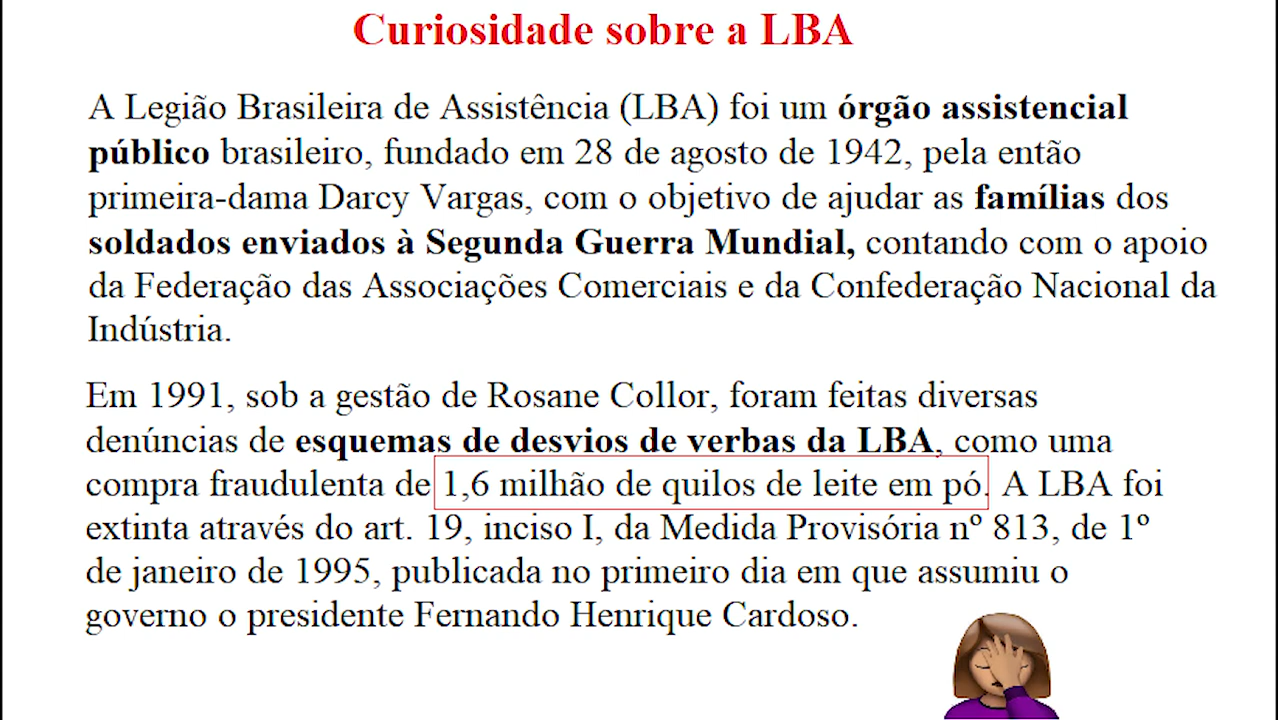 Curiosidade sobre a LBA
A Legião Brasileira de Assistência (LBA) foi um órgão assistencial
público brasileiro, fundado em 28 de agosto de 1942, pela então
primeira-dama Darcy Vargas, com o objetivo de ajudar as famílias dos
soldados enviados à Segunda Guerra Mundial, contando com o apoio
da Federação das Associações Comerciais e da Confederação Nacional da
Indústria.
Em 1991, sob a gestão de Rosane Collor, foram feitas diversas
denúncias de esquemas de desvios de verbas da LBA, como uma
compra fraudulenta de 1,6 milhão de quilos de leite em pó. A LBA foi
extinta através do art. 19, inciso I, da Medida Provisória nº 813, de 1º
de janeiro de 1995, publicada no primeiro dia em que assumiu o
governo o presidente Fernando Henrique Cardoso.